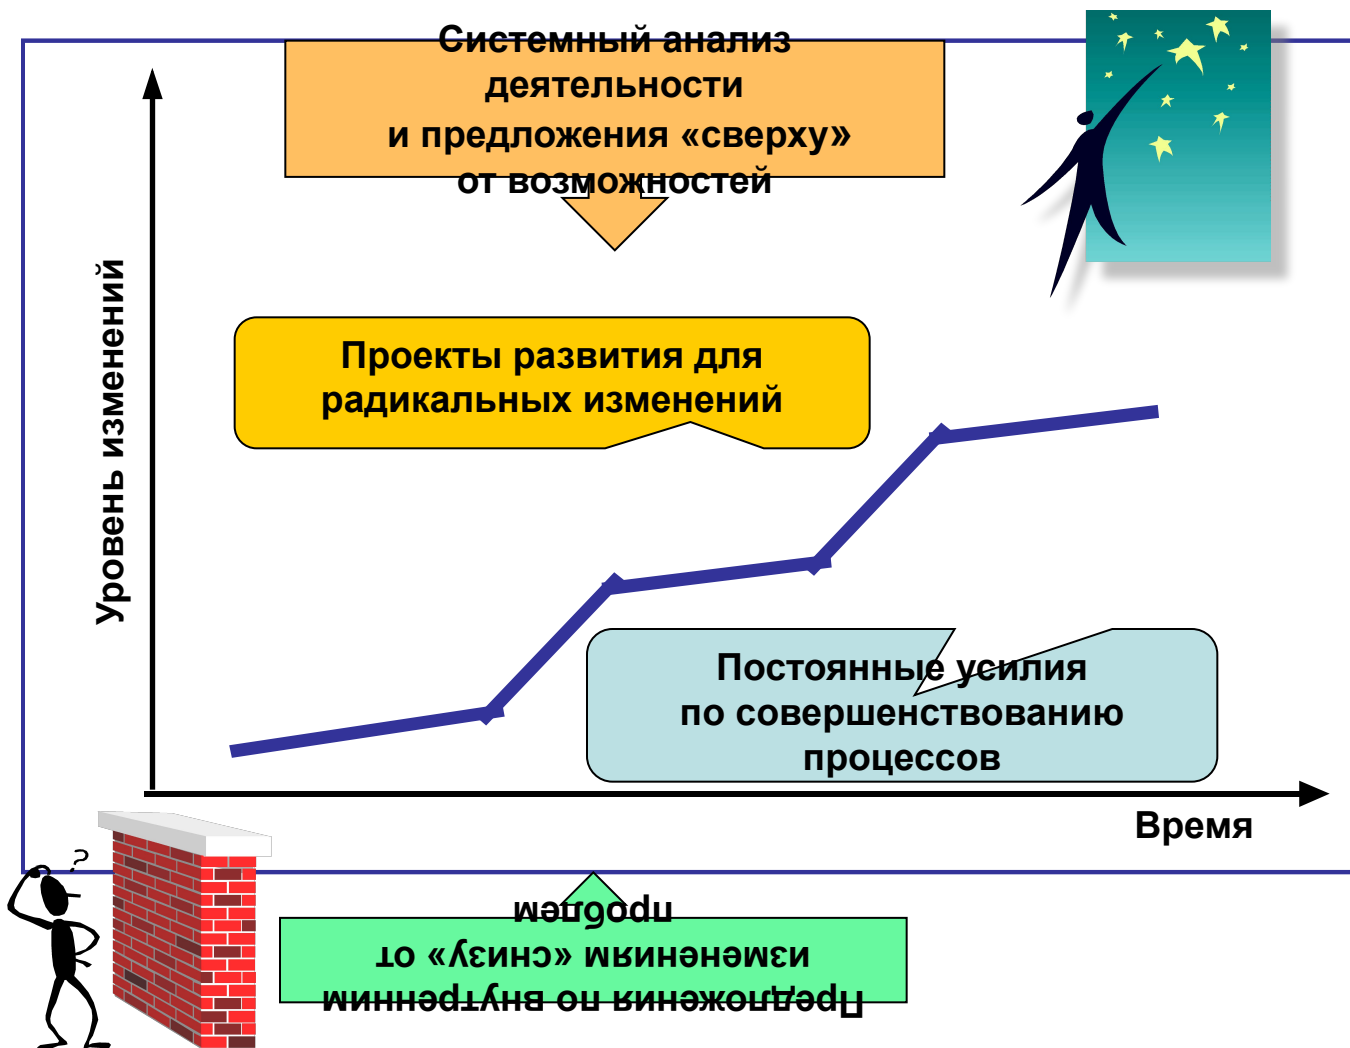 Системный анализ
деятельности
и предложения «сверху»
от возможностей
Уровень изменений
Проекты развития для
радикальных изменений
Постоянные усилия
по совершенствованию
процессов
Время
?
Предложения по внутренним
изменениям «снизу» от
проблем